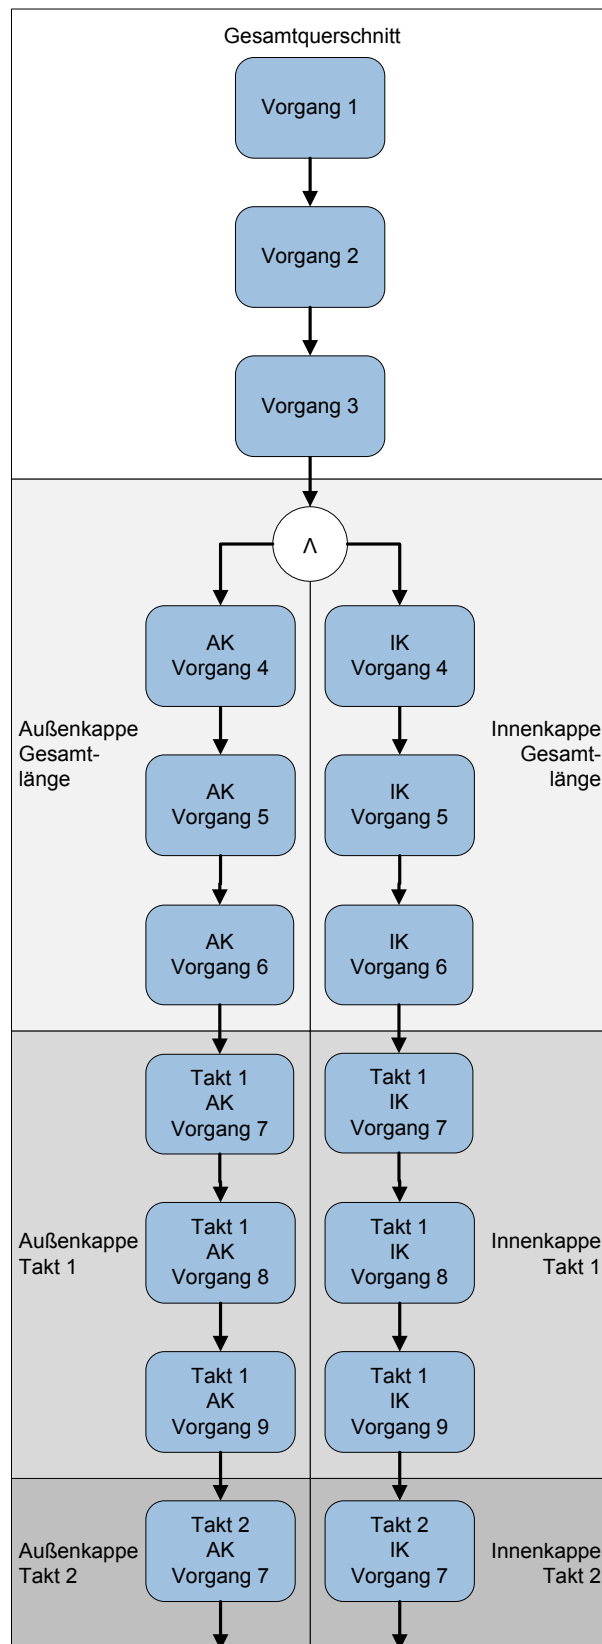 Gesamtquerschnitt
Vorgang 1
Vorgang 2
Vorgang 3
Λ
AK
Vorgang 4
IK
Vorgang 4
Außenkappe
Gesamt-
länge
Innenkappe
Gesamt-
länge
AK
Vorgang 5
IK
Vorgang 5
AK
Vorgang 6
IK
Vorgang 6
Takt 1
AK
Vorgang 7
Takt 1
IK
Vorgang 7
Außenkappe
Takt 1
Takt 1
AK
Vorgang 8
Takt 1
IK
Vorgang 8
Innenkappe
Takt 1
Takt 1
AK
Vorgang 9
Takt 1
IK
Vorgang 9
Außenkappe
Takt 2
Takt 2
AK
Vorgang 7
Takt 2
IK
Vorgang 7
Innenkappe
Takt 2